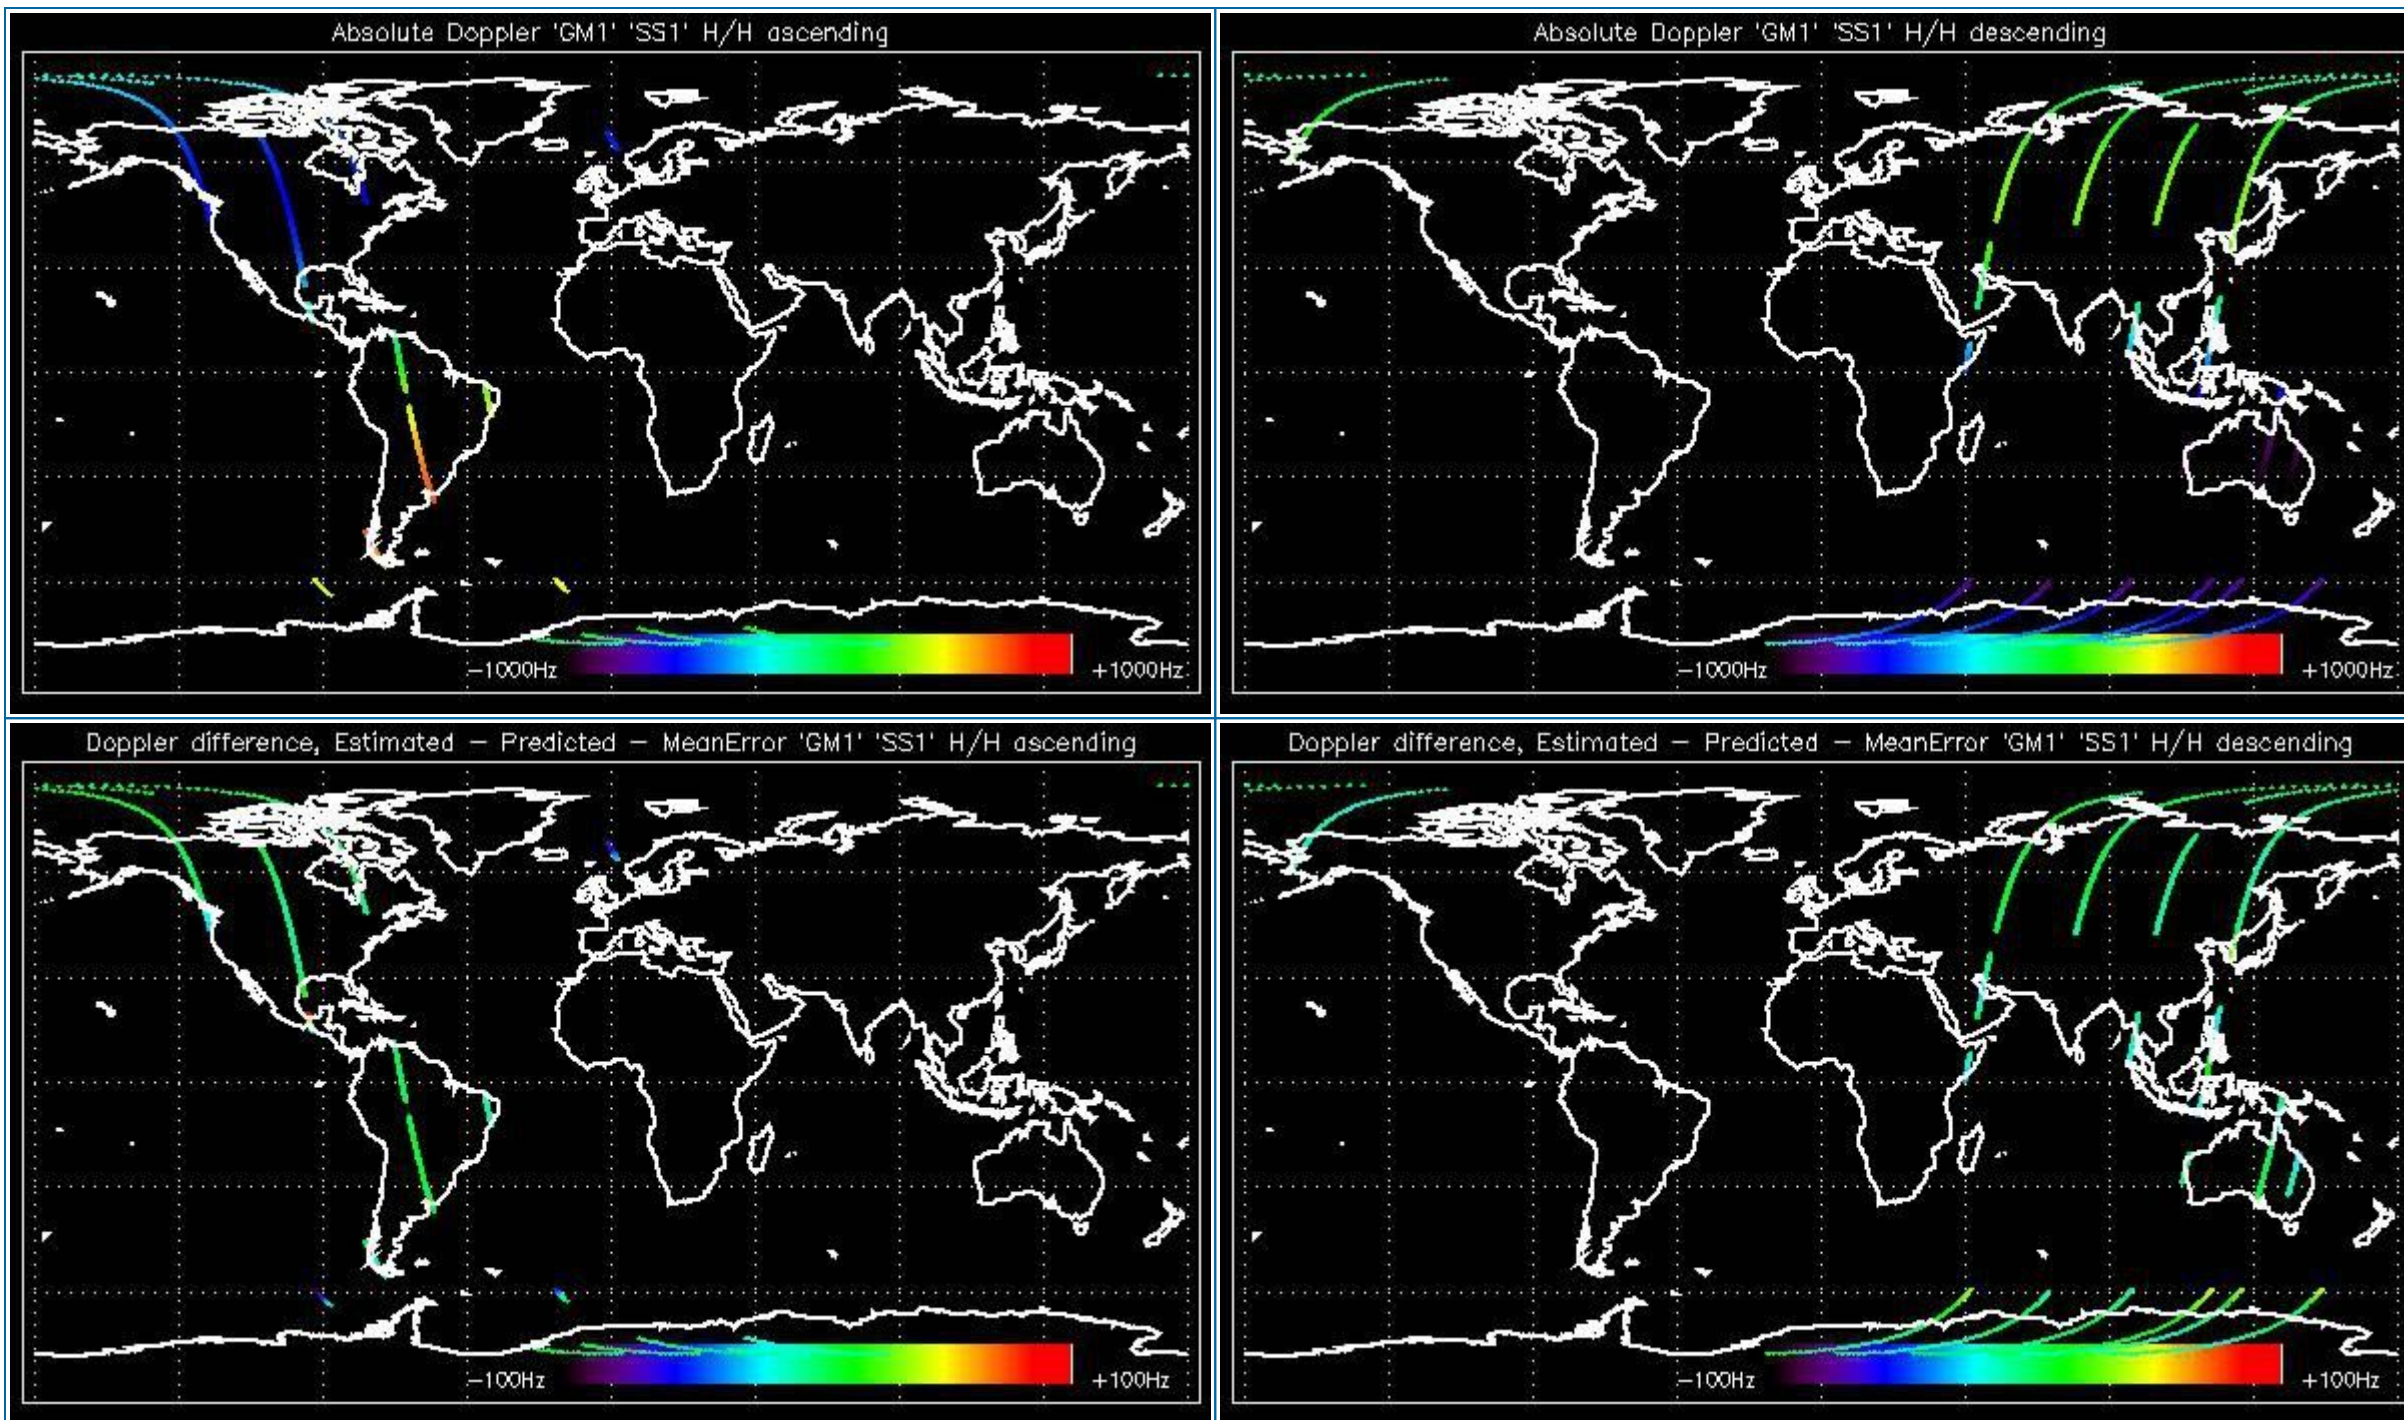 Absolute Doppler 'GM1' 'SS1' H/H ascending
-1000Hz
+1000Hz
Absolute Doppler 'GM1' 'SS1' H/H descending
-1000Hz
+1000Hz
Doppler difference, Estimated – Predicted – MeanError 'GM1' 'SS1' H/H ascending
-100Hz
+100Hz
Doppler difference, Estimated – Predicted – MeanError 'GM1' 'SS1' H/H descending
-100Hz
+100Hz